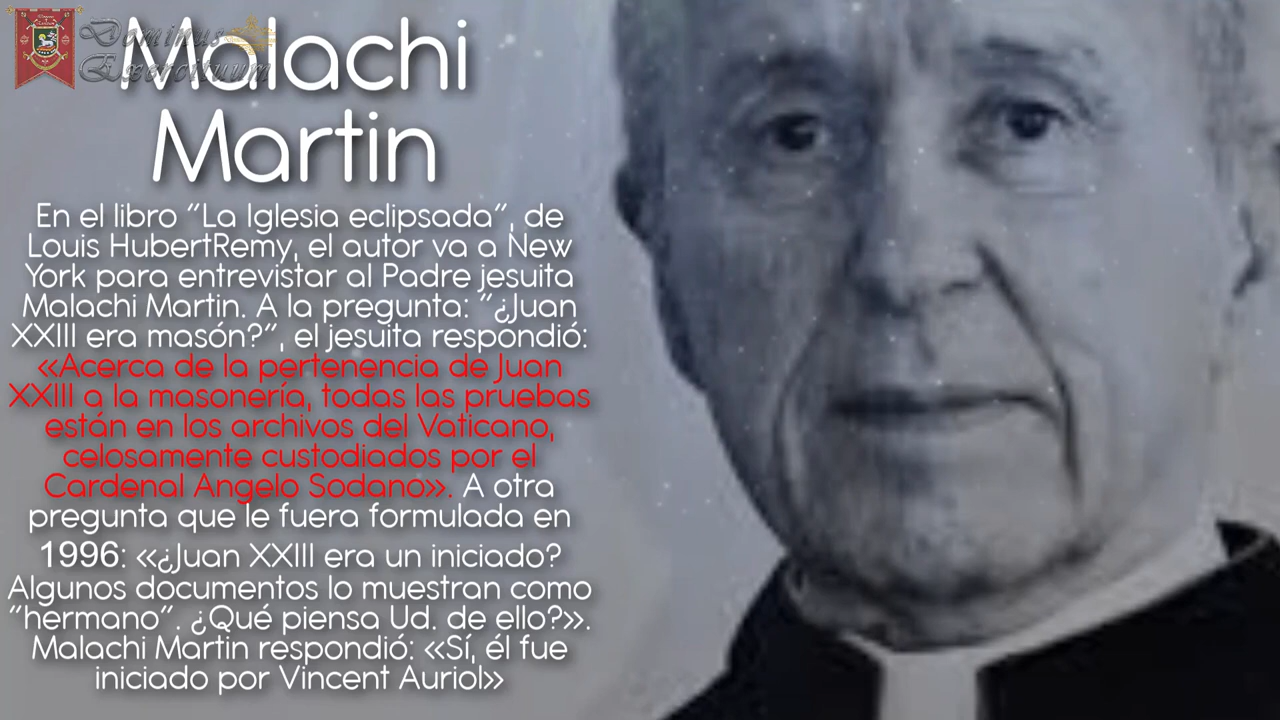 Dominus
Exercituum
Malachi
Martin
En el libro "La Iglesia eclipsada", de
Louis HubertRemy, el autor va a New
York para entrevistar al Padre jesuita
Malachi Martin. A la pregunta: "¿Juan
XXIII era masón?", el jesuita respondió:
«Acerca de la pertenencia de Juan
XXIII a la masonería, todas las pruebas
están en los archivos del Vaticano,
celosamente custodiados por el
Cardenal Angelo Sodano». A otra
pregunta que le fuera formulada en
1996: «¿Juan XXIII era un iniciado?
Algunos documentos lo muestran como
"hermano". ¿Qué piensa Ud. de ello?».
Malachi Martin respondió: «Sí, él fue
iniciado por Vincent Auriol»